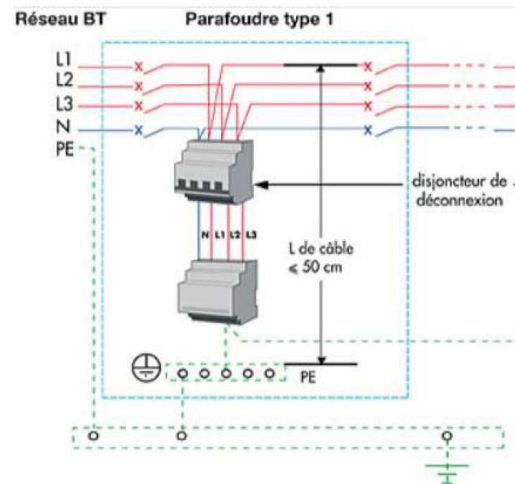 Réseau BT
Parafoudre type 1
L1
L2
L3
N
PE
disjoncteur de
déconnexion
N L1 L2 L3
L de câble
⩽ 50 cm
PE